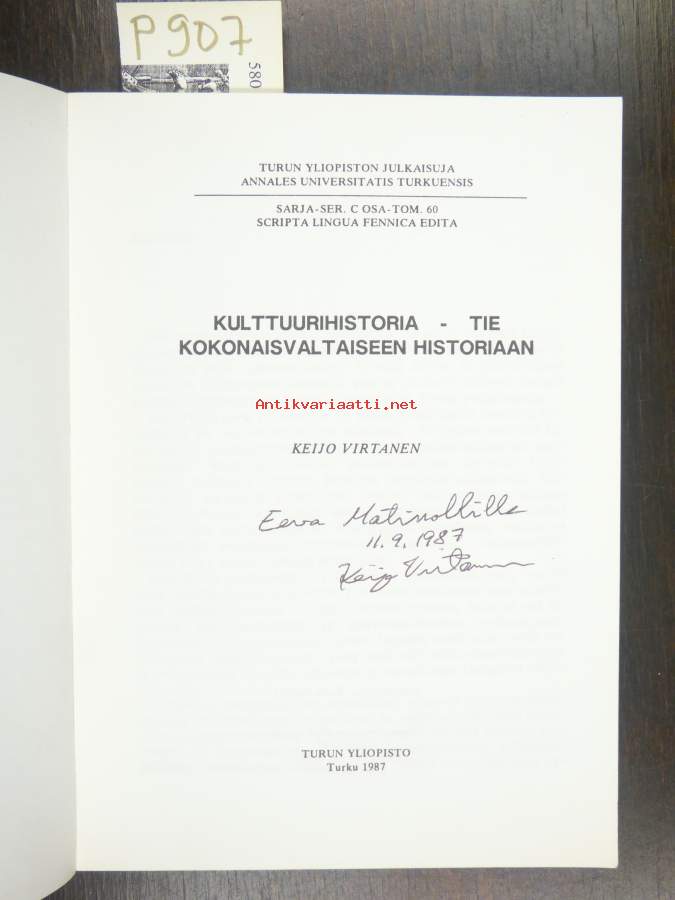 P907
580
TURUN YLIOPISTON JULKAISUJA
ANNALES UNIVERSITATIS TURKUENSIS
SARJA-SER. C OSA-TOM. 60
SCRIPTA LINGUA FENNICA EDITA
KULTTUURIHISTORIA - TIE
KOKONAISVALTAISEEN HISTORIAAN
Antikvariaatti.net
KEIJO VIRTANEN
Eeva Matinollille
11.9.1987
Keijo Virtanen
TURUN YLIOPISTO
Turku 1987